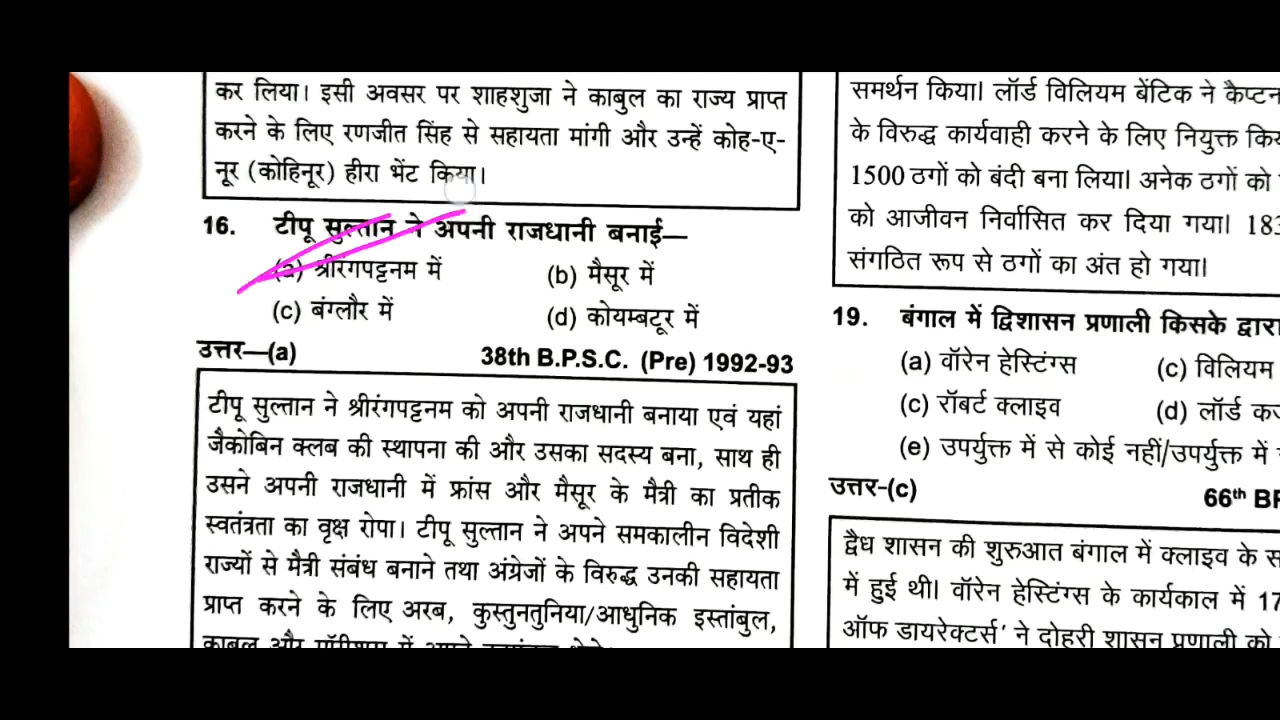 कर लिया। इसी अवसर पर शाहशुजा ने काबुल का राज्य प्राप्त
करने के लिए रणजीत सिंह से सहायता मांगी और उन्हें कोह-ए-
नूर (कोहिनूर) हीरा भेंट किया।
16. टीपू सुल्तान ने अपनी राजधानी बनाई—
(a) श्रीरंगपट्टनम में (b) मैसूर में
(c) बंग्लौर में (d) कोयम्बटूर में
उत्तर—(a) 38th B.P.S.C. (Pre) 1992-93
टीपू सुल्तान ने श्रीरंगपट्टनम को अपनी राजधानी बनाया एवं यहां
जैकोबिन क्लब की स्थापना की और उसका सदस्य बना, साथ ही
उसने अपनी राजधानी में फ्रांस और मैसूर के मैत्री का प्रतीक
स्वतंत्रता का वृक्ष रोपा। टीपू सुल्तान ने अपने समकालीन विदेशी
राज्यों से मैत्री संबंध बनाने तथा अंग्रेजों के विरुद्ध उनकी सहायता
प्राप्त करने के लिए अरब, कुस्तुनतुनिया/आधुनिक इस्तांबुल,
काबुल और
समर्थन किया। लॉर्ड विलियम बेंटिक ने कैप्टन
के विरुद्ध कार्यवाही करने के लिए नियुक्त
1500 ठगों को बंदी बना लिया। अनेक ठगों को
को आजीवन निर्वासित कर दिया गया।
संगठित रूप से ठगों का अंत हो गया।
19. बंगाल में द्विशासन प्रणाली किसके द्वारा
(a) वॉरेन हेस्टिंग्स (c) विलियम
(c) रॉबर्ट क्लाइव (d) लॉर्ड
(e) उपर्युक्त में से कोई नहीं/उपर्युक्त में
उत्तर-(c) 66th
द्वैध शासन की शुरुआत बंगाल में क्लाइव के
में हुई थी। वॉरेन हेस्टिंग्स के कार्यकाल में
ऑफ डायरेक्टर्स' ने दोहरी शासन प्रणाली को